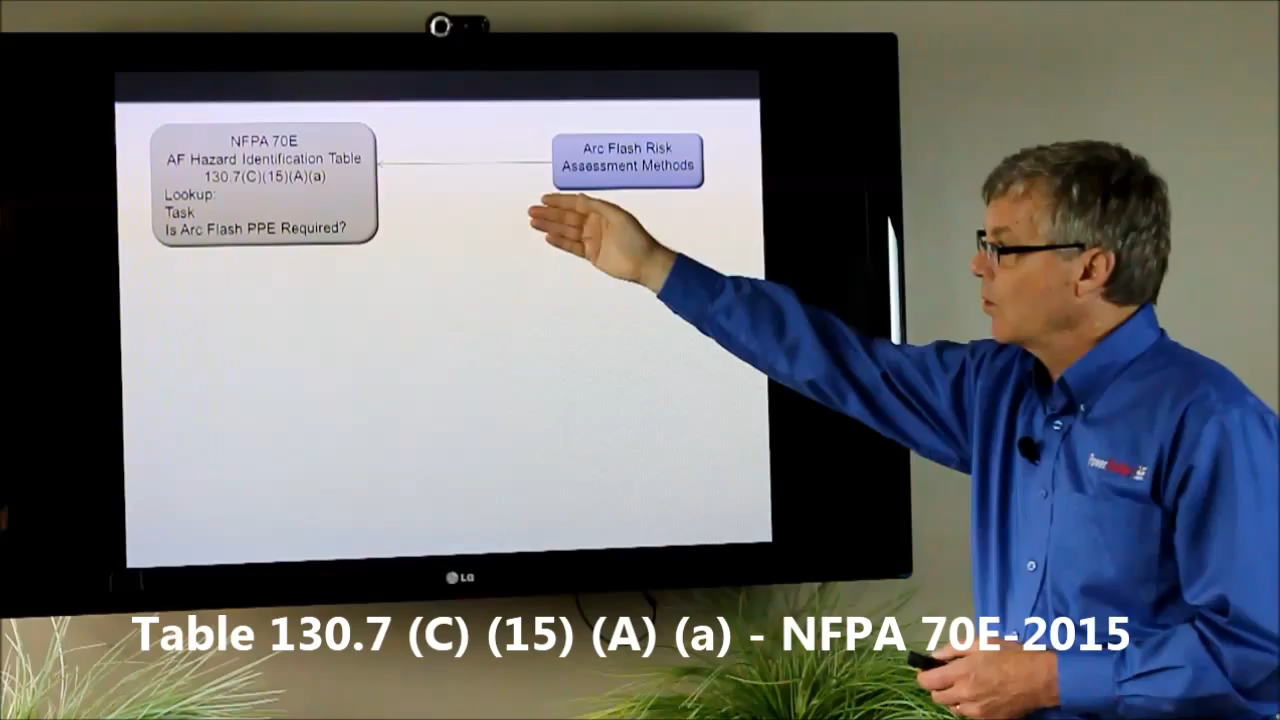 NFPA 70E
AF Hazard Identification Table
130.7(C)(15)(A)(a)
Lookup:
Task
Is Arc Flash PPE Required?
Arc Flash Risk
Assessment Methods
LG
Power
Table 130.7 (C) (15) (A) (a) - NFPA 70E-2015